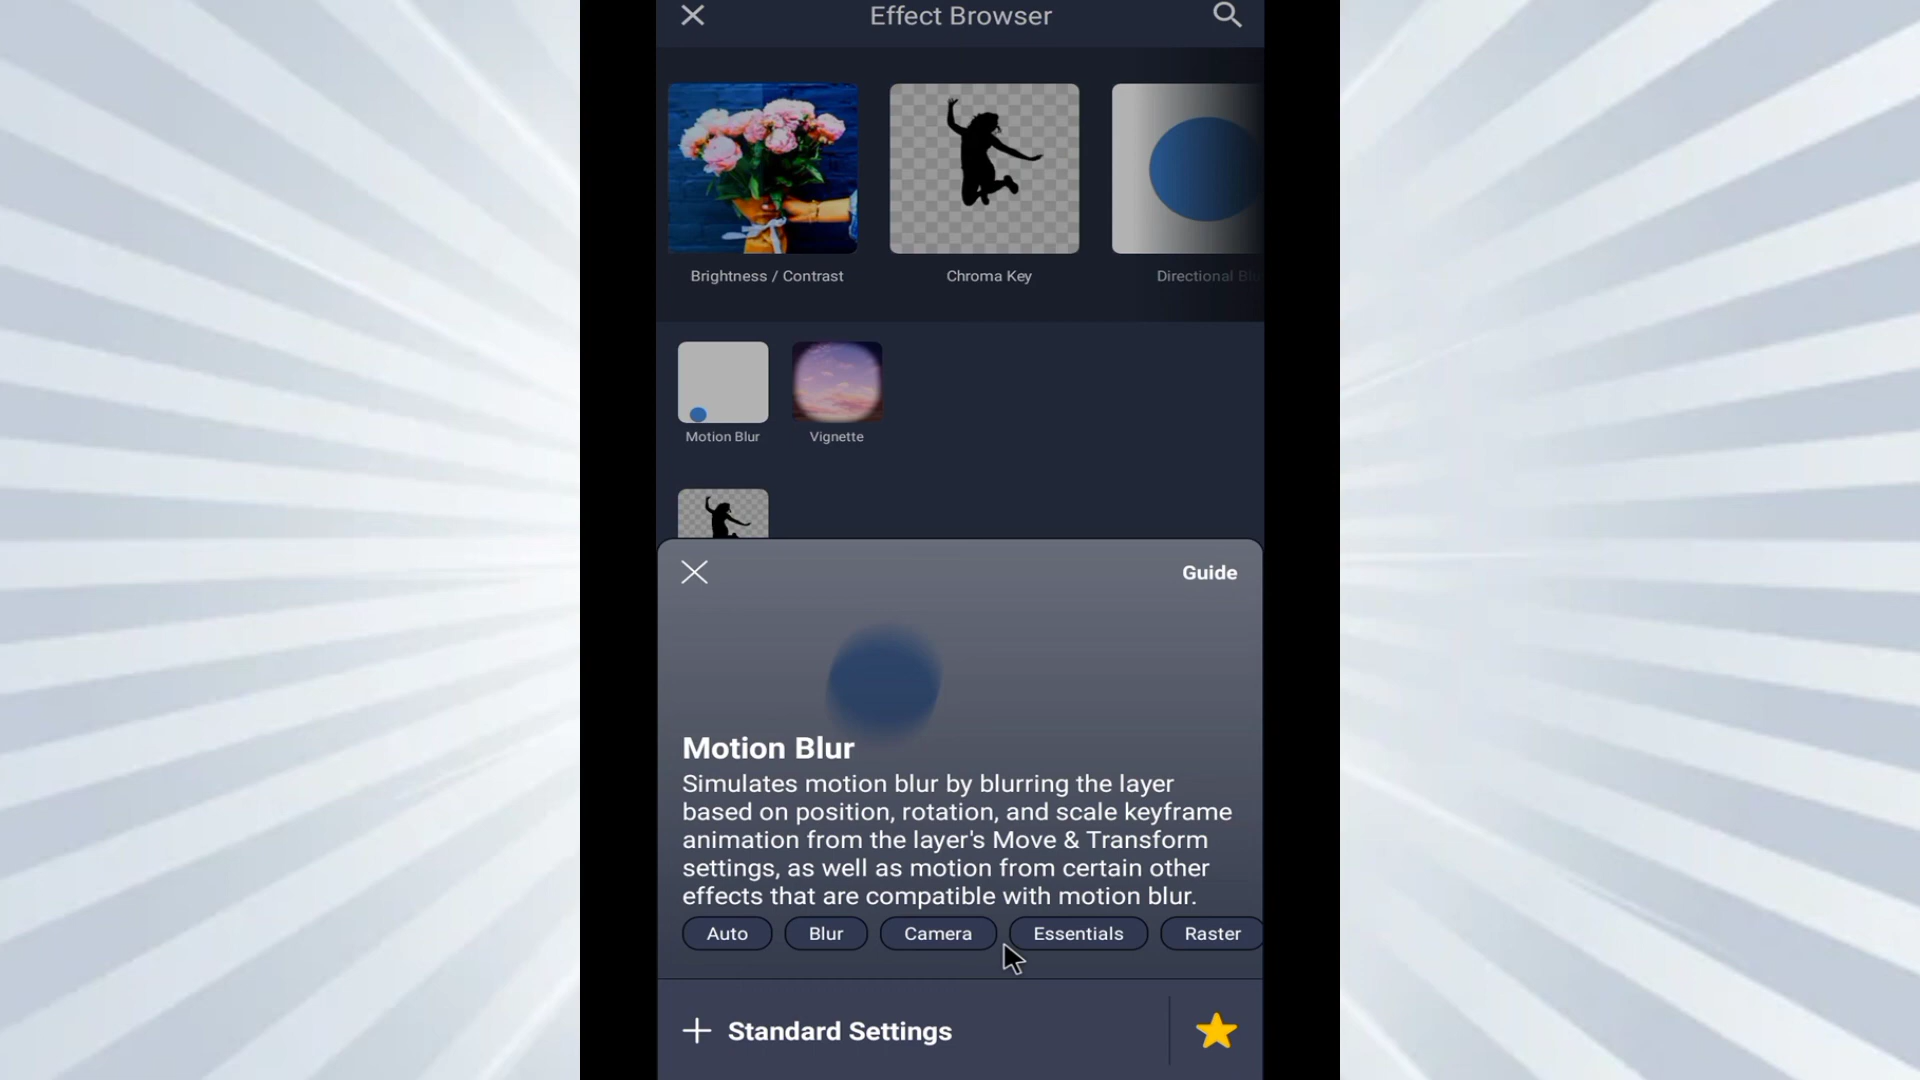 Effect Browser
Brightness / Contrast
Chroma Key
Directional Blu
Motion Blur
Vignette
Guide
Motion Blur
Simulates motion blur by blurring the layer
based on position, rotation, and scale keyframe
animation from the layer's Move & Transform
settings, as well as motion from certain other
effects that are compatible with motion blur.
Auto
Blur
Camera
Essentials
Raster
Standard Settings